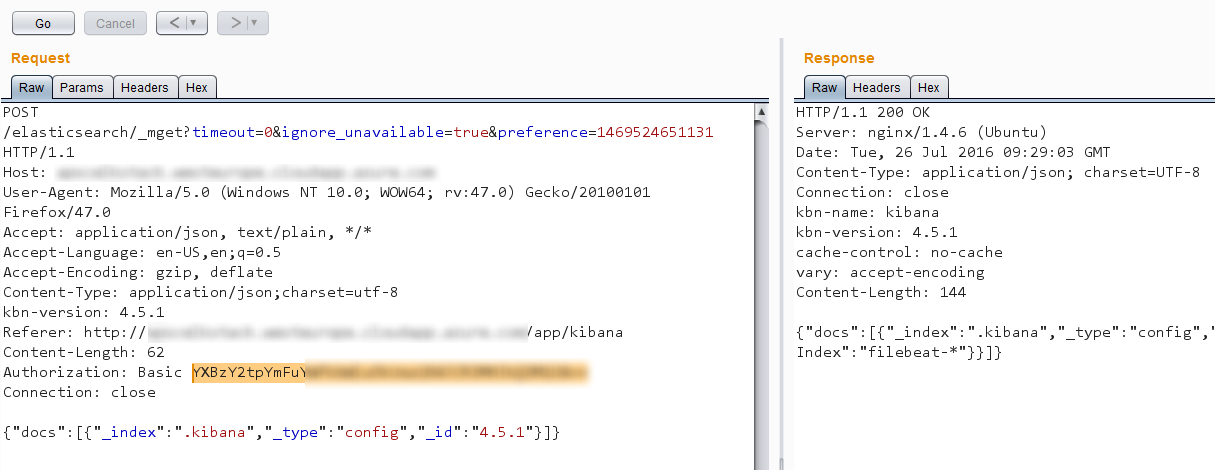 Go Cancel < > 
Request
Raw Params Headers Hex
POST
/elasticsearch/_mget?timeout=0&ignore_unavailable=true&preference=1469524651131
HTTP/1.1
Host:
User-Agent: Mozilla/5.0 (Windows NT 10.0; WOW64; rv:47.0) Gecko/20100101
Firefox/47.0
Accept: application/json, text/plain, */*
Accept-Language: en-US,en;q=0.5
Accept-Encoding: gzip, deflate
Content-Type: application/json;charset=utf-8
kbn-version: 4.5.1
Referer: http:// /app/kibana
Content-Length: 62
Authorization: Basic YXBzY2tpYmFuY
Connection: close
{"docs":[{"_index":".kibana","_type":"config","_id":"4.5.1"}]}
Response
Raw Headers Hex
HTTP/1.1 200 OK
Server: nginx/1.4.6 (Ubuntu)
Date: Tue, 26 Jul 2016 09:29:03 GMT
Content-Type: application/json; charset=UTF-8
Connection: close
kbn-name: kibana
kbn-version: 4.5.1
cache-control: no-cache
vary: accept-encoding
Content-Length: 144
{"docs":[{"_index":".kibana","_type":"config","
Index":"filebeat-*"}}]}